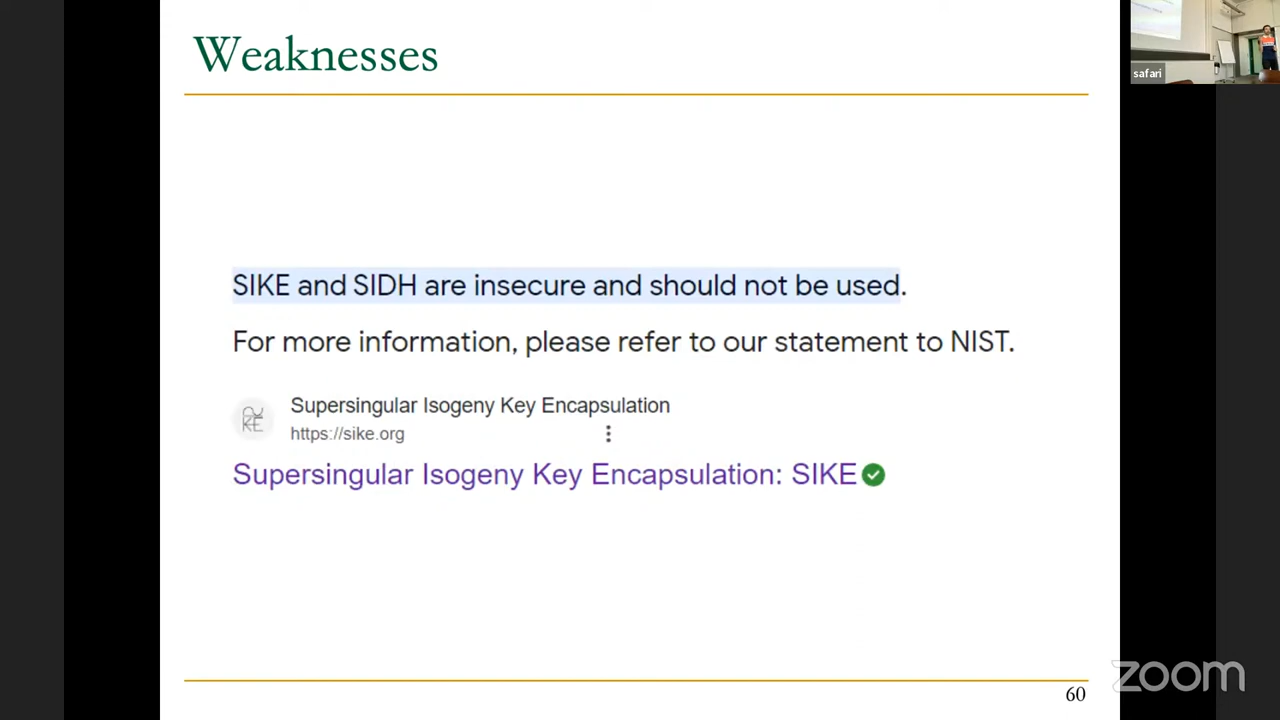 Weaknesses
safari
SIKE and SIDH are insecure and should not be used.
For more information, please refer to our statement to NIST.
Supersingular Isogeny Key Encapsulation
https://sike.org
Supersingular Isogeny Key Encapsulation: SIKE
60
zoom